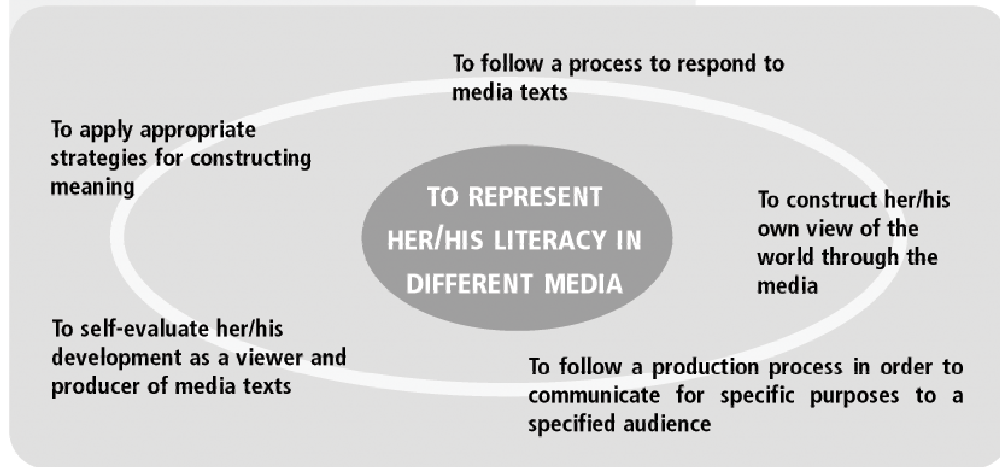 To follow a process to respond to
media texts
To apply appropriate
strategies for constructing
meaning
TO REPRESENT
HER/HIS LITERACY IN
DIFFERENT MEDIA
To construct her/his
own view of the
world through the
media
To self-evaluate her/his
development as a viewer and
producer of media texts
To follow a production process in order to
communicate for specific purposes to a
specified audience